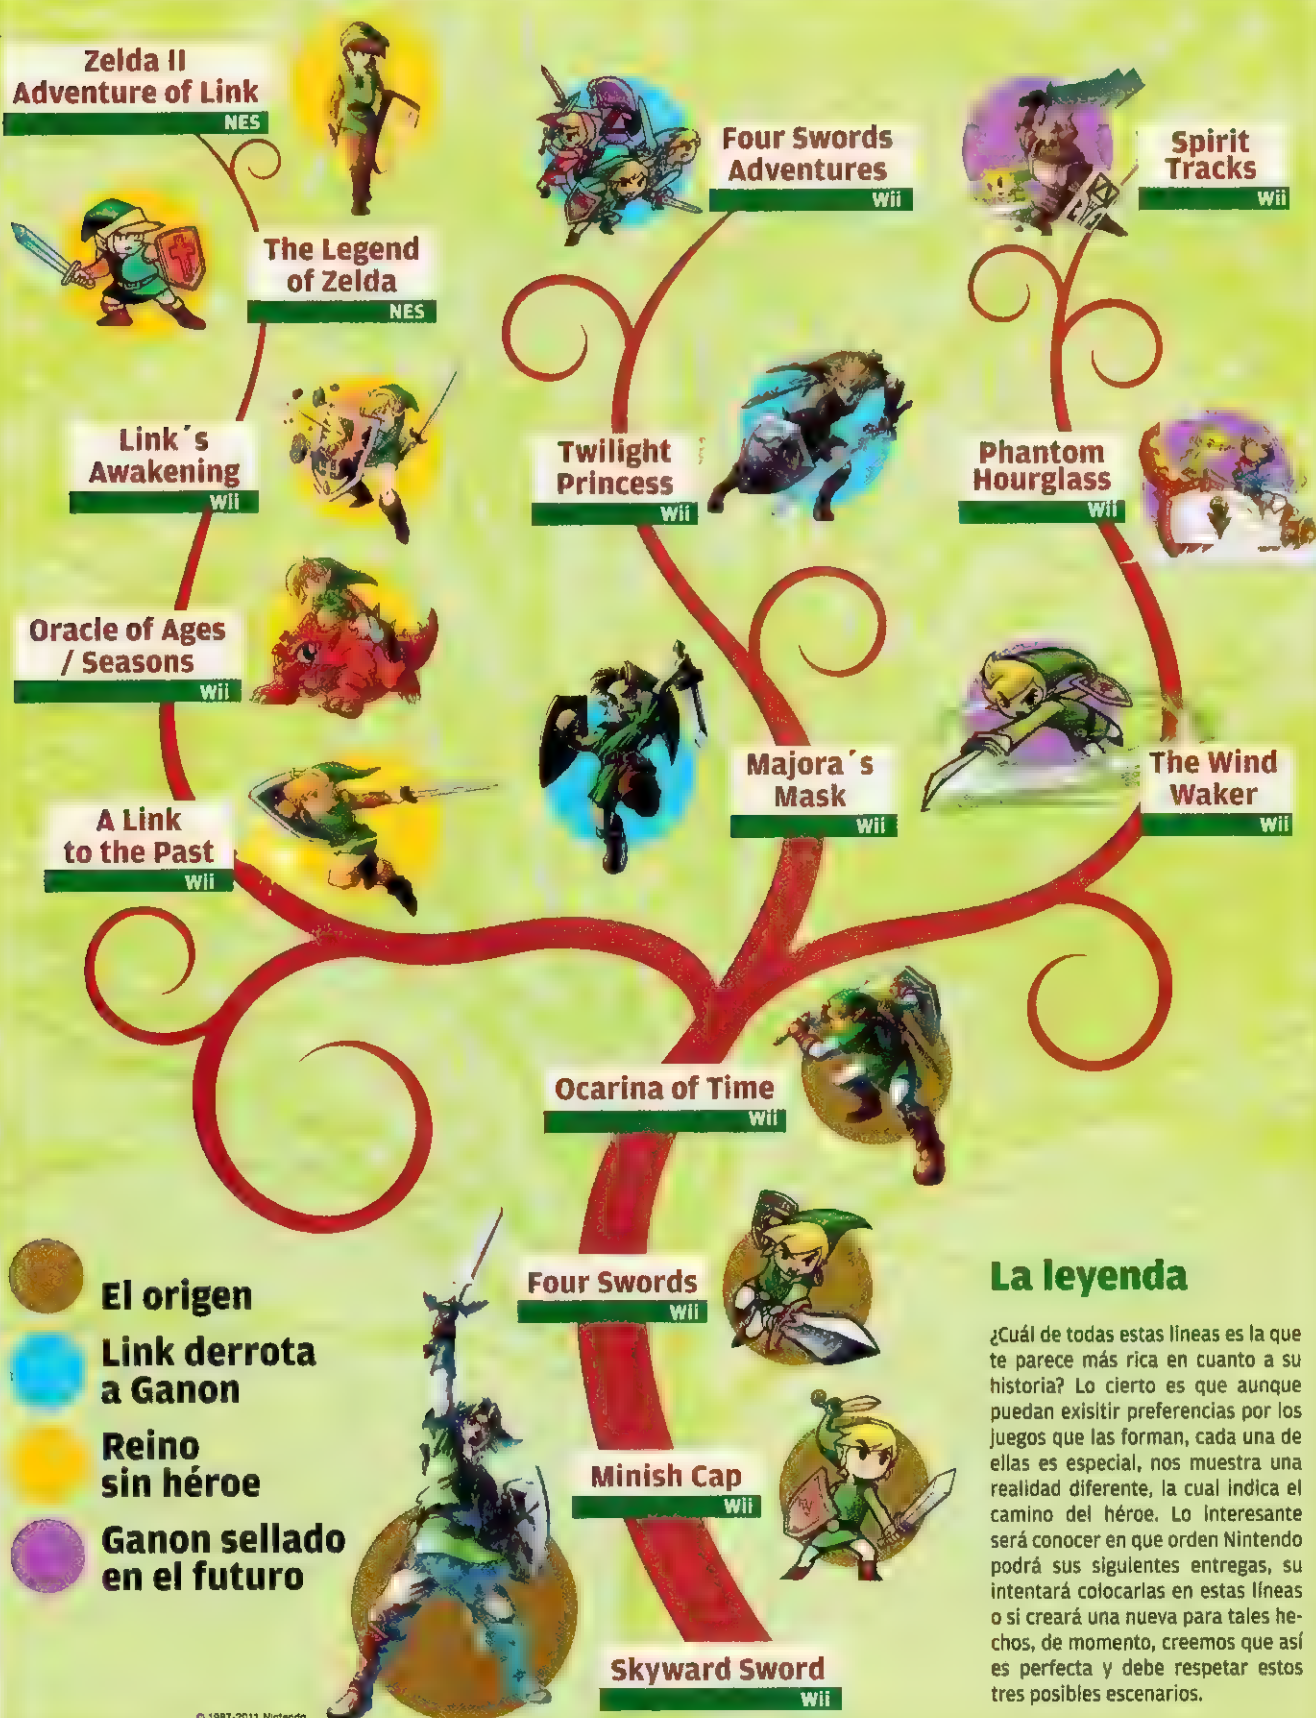 Zelda II
Adventure of Link
NES
The Legend
of Zelda
NES
Link´s
Awakening
Wii
Oracle of Ages
/ Seasons
Wii
A Link
to the Past
Wii
Four Swords
Adventures
Wii
Twilight
Princess
Wii
Majora´s
Mask
Wii
Spirit
Tracks
Wii
Phantom
Hourglass
Wii
The Wind
Waker
Wii
Ocarina of Time
Wii
Four Swords
Wii
Minish Cap
Wii
Skyward Sword
Wii
El origen
Link derrota
a Ganon
Reino
sin héroe
Ganon sellado
en el futuro
La leyenda
¿Cuál de todas estas líneas es la que
te parece más rica en cuanto a su
historia? Lo cierto es que aunque
puedan exisitir preferencias por los
juegos que las forman, cada una de
ellas es especial, nos muestra una
realidad diferente, la cual indica el
camino del héroe. Lo interesante
será conocer en que orden Nintendo
podrá sus siguientes entregas, su
intentará colocarlas en estas líneas
o si creará una nueva para tales he-
chos, de momento, creemos que así
es perfecta y debe respetar estos
tres posibles escenarios.
© 1987-2011 Nintendo